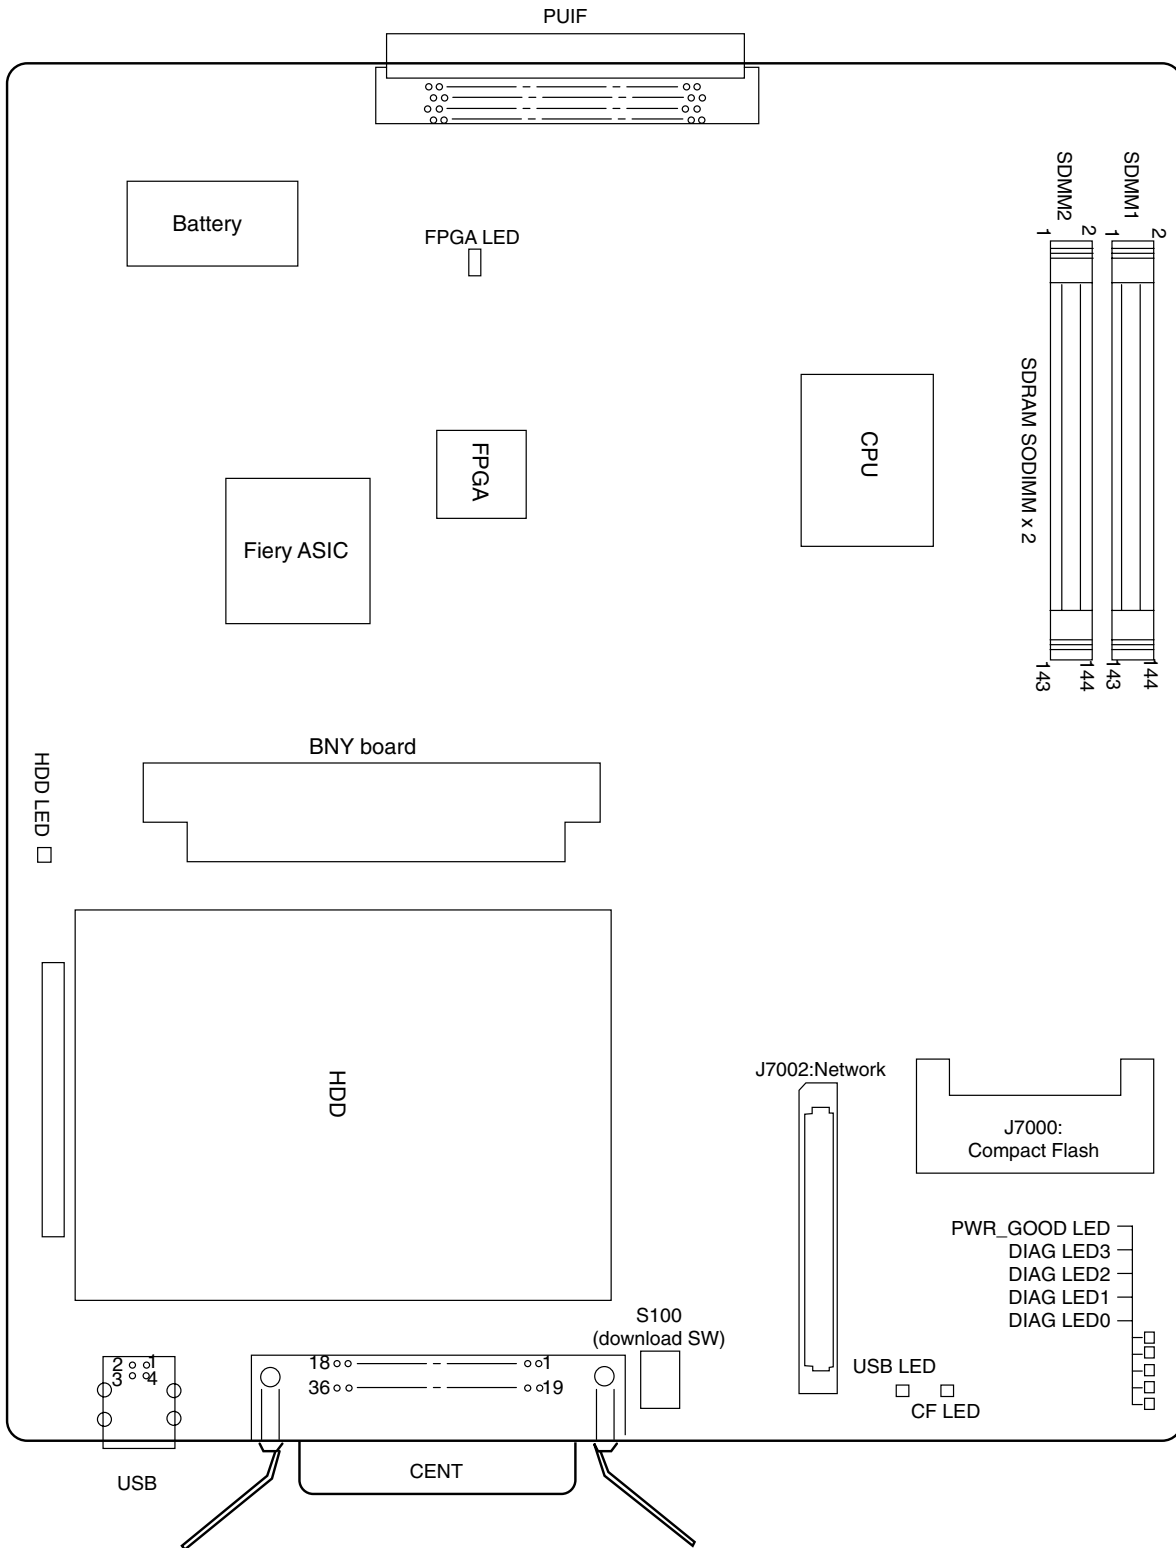 PUIF
SDMM2
SDMM1
1
2
1
2
Battery
FPGA LED
SDRAM SODIMM x 2
CPU
FPGA
Fiery ASIC
143
144
143
144
BNY board
HDD LED
HDD
J7002:Network
J7000:
Compact Flash
PWR_GOOD LED
DIAG LED3
DIAG LED2
DIAG LED1
DIAG LED0
S100
(download SW)
2
1
3
4
18
1
36
19
USB LED
CF LED
USB
CENT